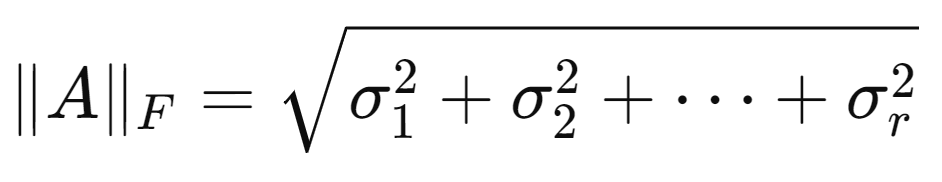 ‖A‖_F = √(σ₁² + σ₂² + ⋯ + σᵣ²)